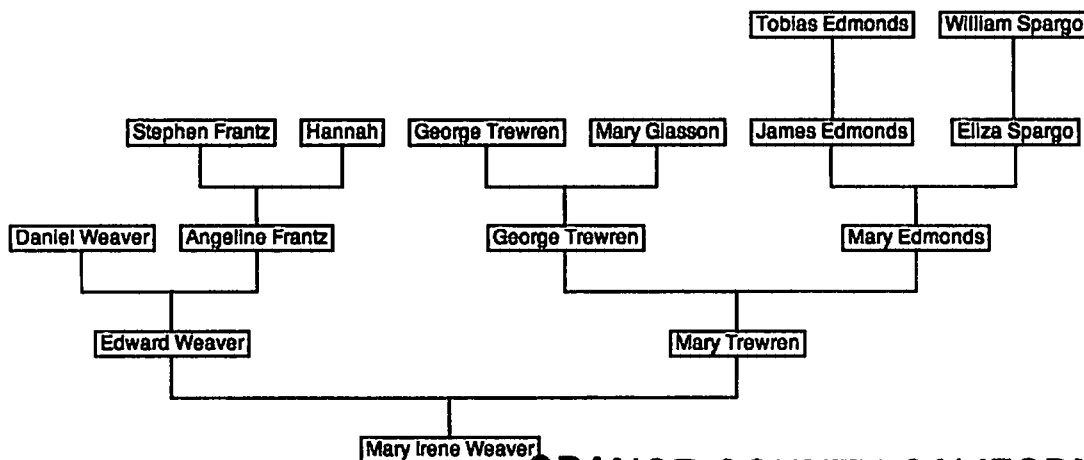 Tobias Edmonds William Spargo
Stephen Frantz Hannah George Trewren Mary Glasson James Edmonds Eliza Spargo
Daniel Weaver Angeline Frantz George Trewren Mary Edmonds
Edward Weaver Mary Trewren
Mary Irene Weaver